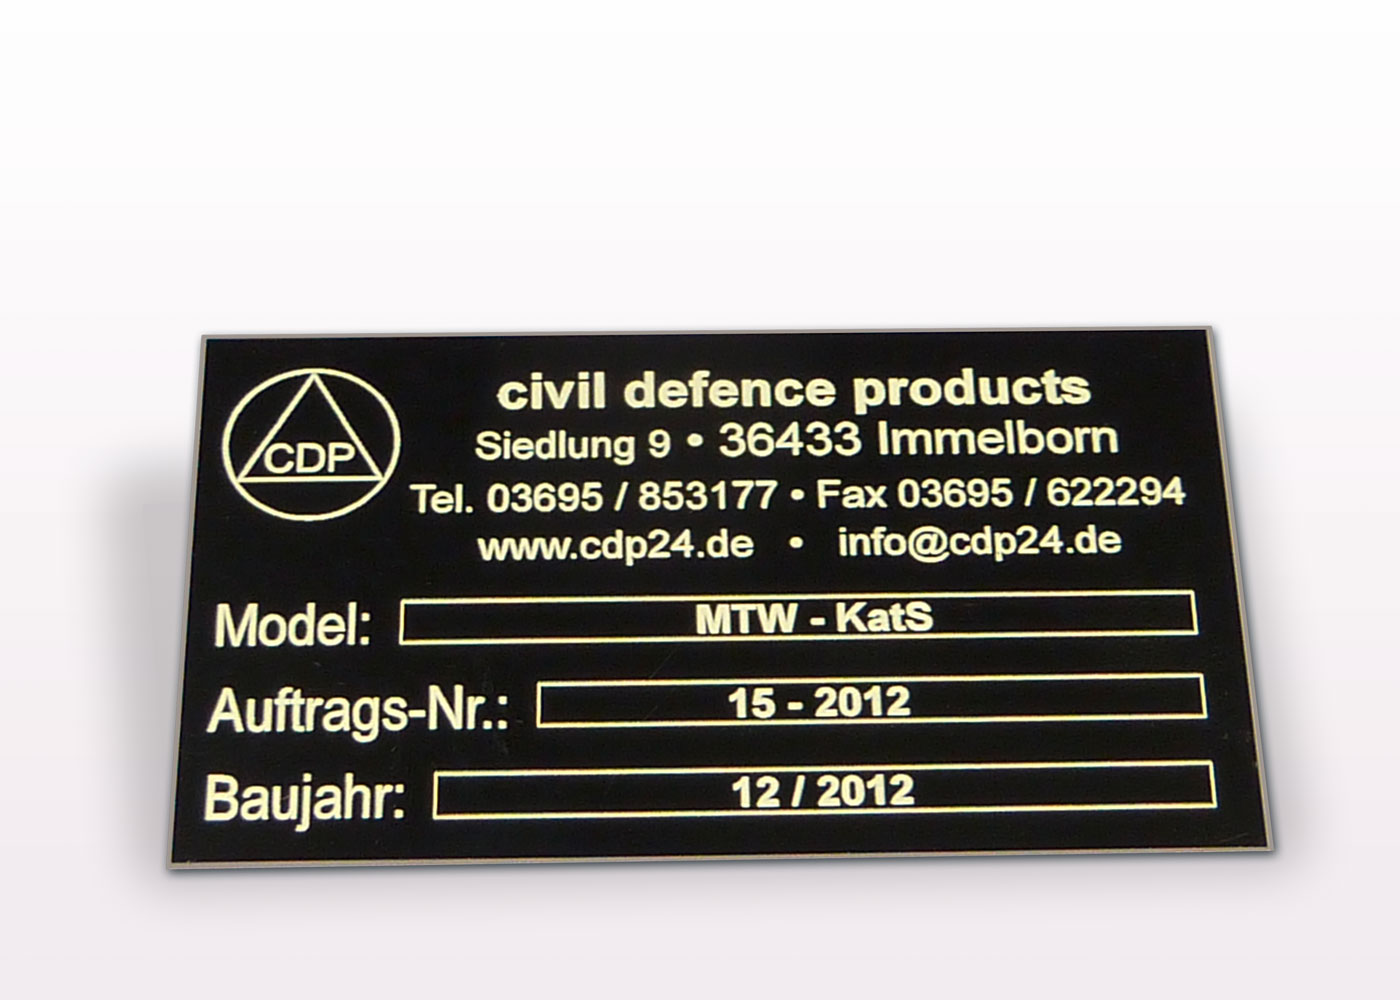 CDP
civil defence products
Siedlung 9 • 36433 Immelborn
Tel. 03695 / 853177 • Fax 03695 / 622294
www.cdp24.de • info@cdp24.de
Model: MTW - KatS
Auftrags-Nr.: 15 - 2012
Baujahr: 12 / 2012